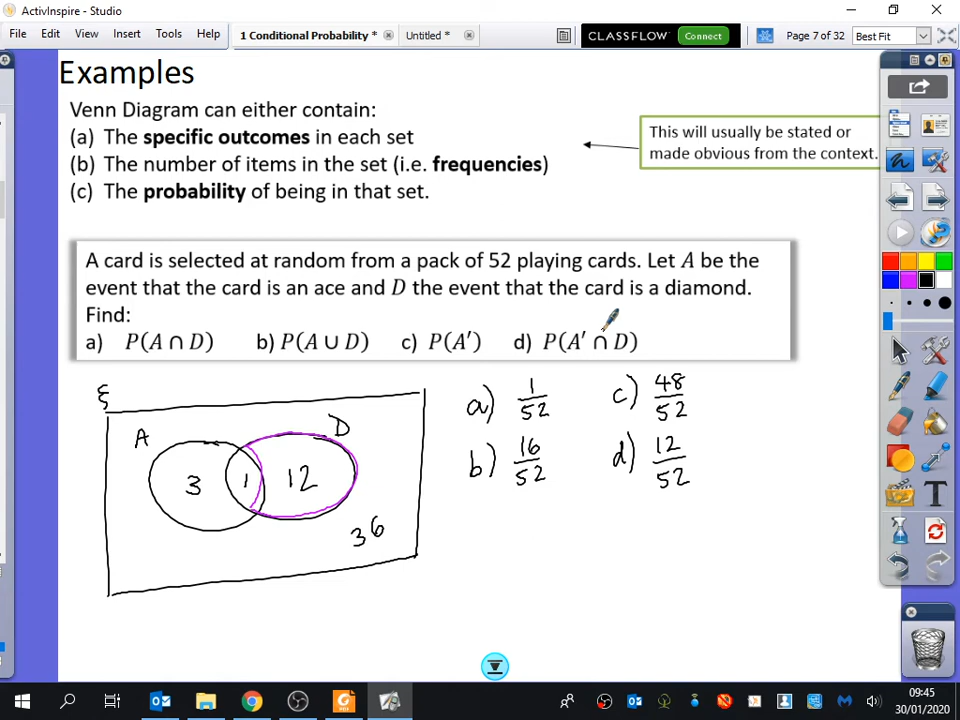 ActivInspire - Studio
File Edit View Insert Tools Help
1 Conditional Probability *
Untitled *
CLASSFLOW Connect
Page 7 of 32
Best Fit
Examples
Venn Diagram can either contain:
(a) The specific outcomes in each set
(b) The number of items in the set (i.e. frequencies)
(c) The probability of being in that set.
This will usually be stated or
made obvious from the context.
A card is selected at random from a pack of 52 playing cards. Let A be the
event that the card is an ace and D the event that the card is a diamond.
Find:
a) P(A ∩ D) b) P(A ∪ D) c) P(A′) d) P(A′ ∩ D)
ξ
A
D
3
1
12
36
a) 1/52
b) 16/52
c) 48/52
d) 12/52
09:45
30/01/2020